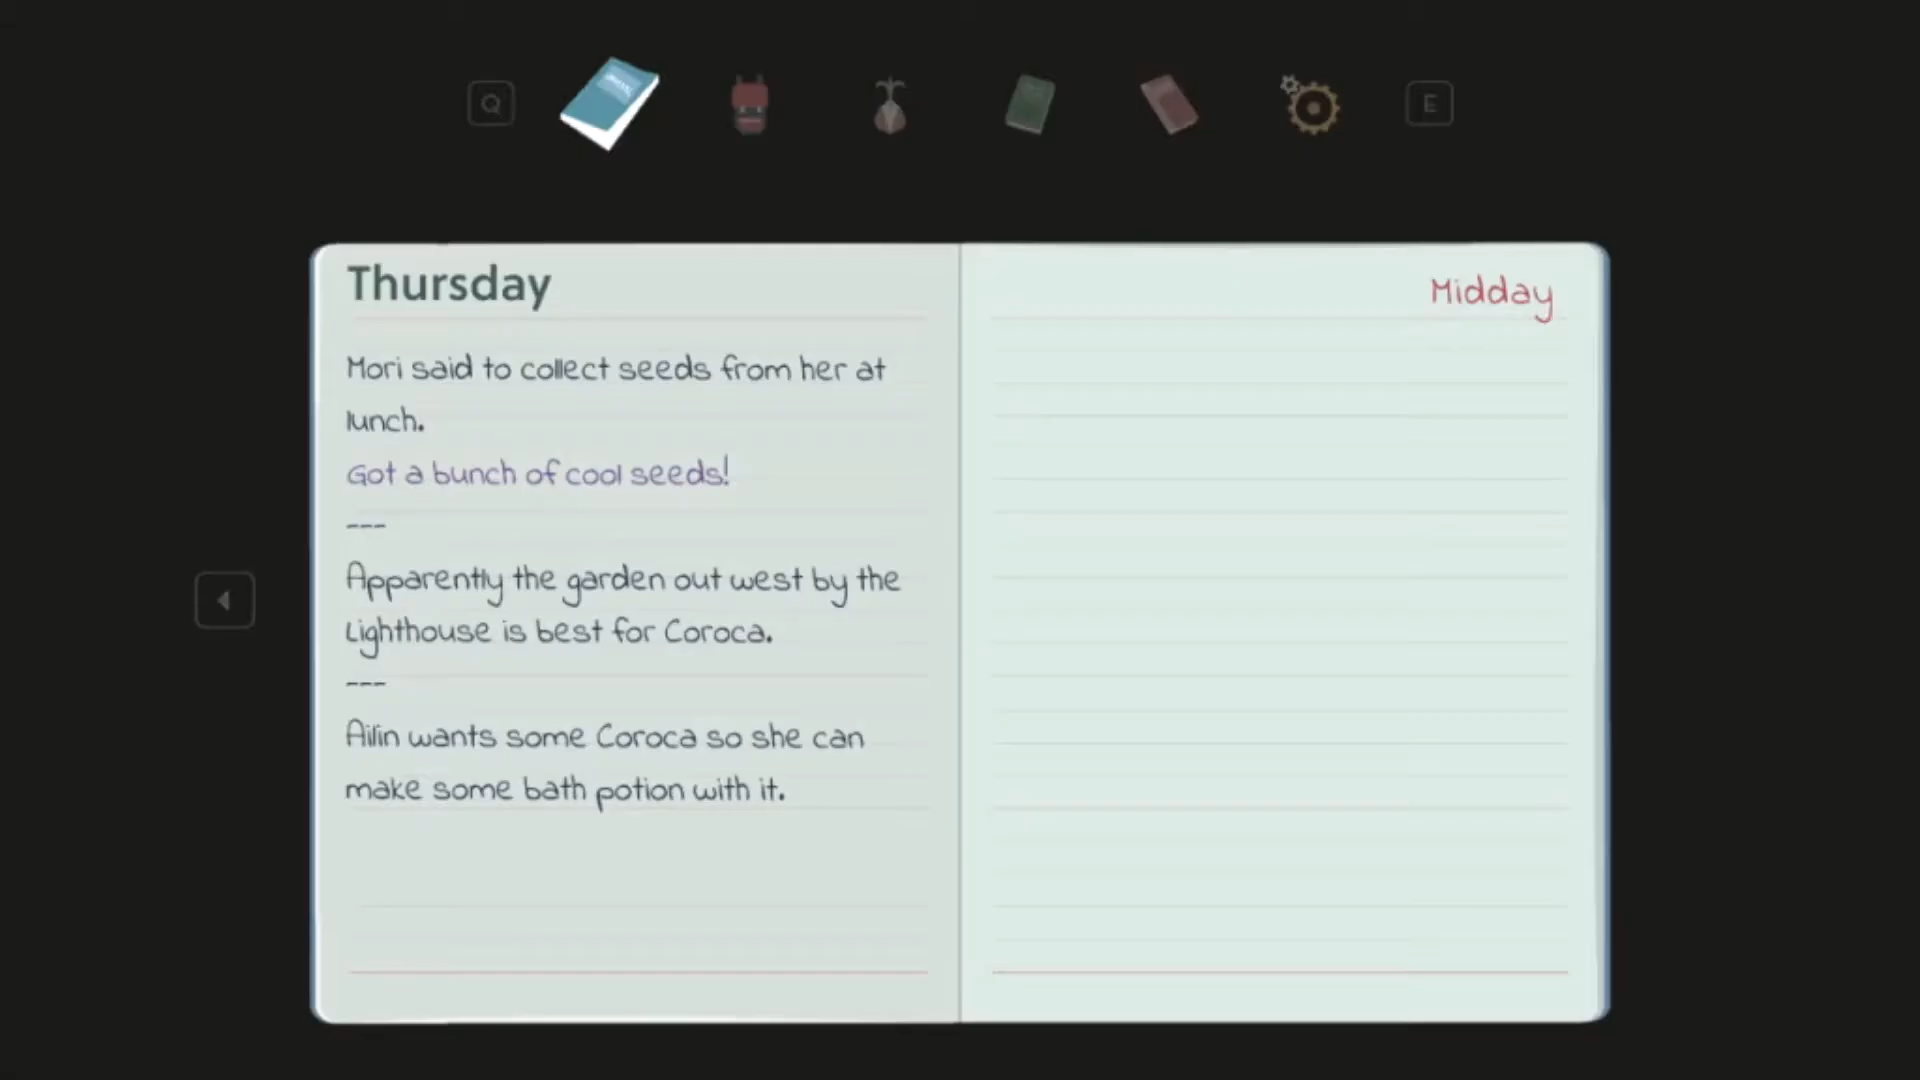 Q
E
Thursday
Midday
Mori said to collect seeds from her at
lunch.
Got a bunch of cool seeds!
---
Apparently the garden out west by the
Lighthouse is best for Coroca.
---
Ailin wants some Coroca so she can
make some bath potion with it.